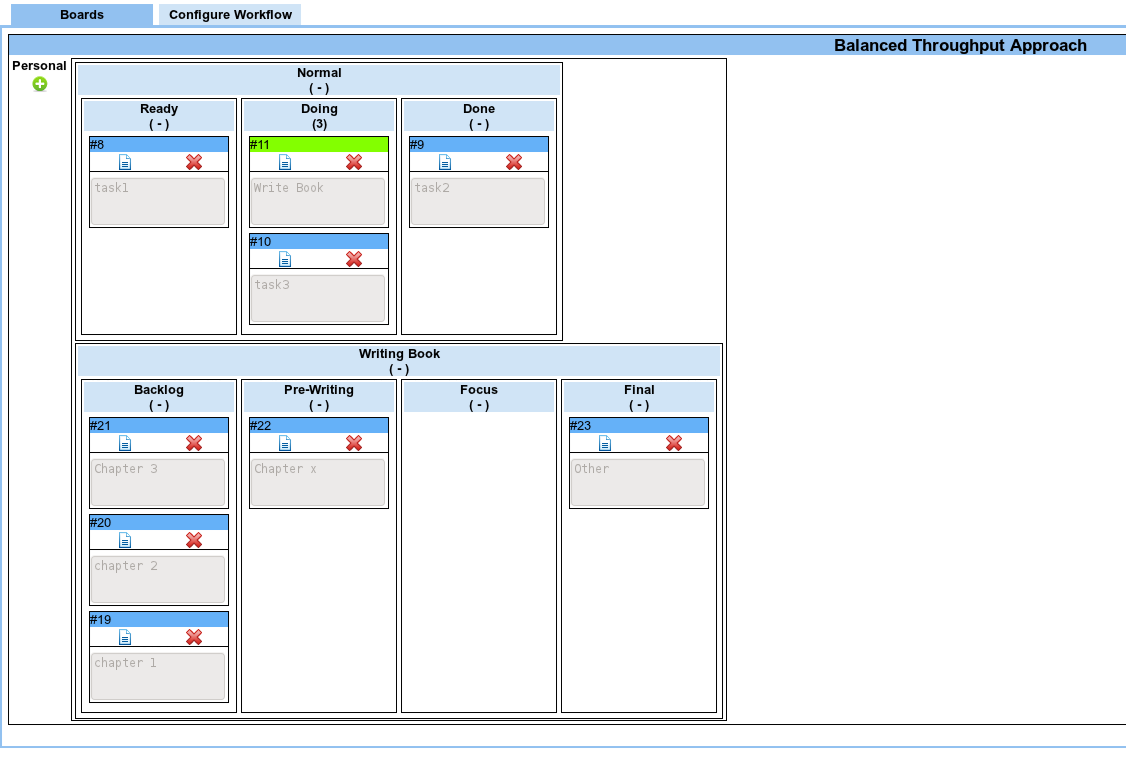 Boards
Configure Workflow
Balanced Throughput Approach
Personal
Normal
( - )
Ready
( - )
#8
task1
Doing
(3)
#11
Write Book
#10
task3
Done
( - )
#9
task2
Writing Book
( - )
Backlog
( - )
#21
Chapter 3
#20
chapter 2
#19
chapter 1
Pre-Writing
( - )
#22
Chapter x
Focus
( - )
Final
( - )
#23
Other